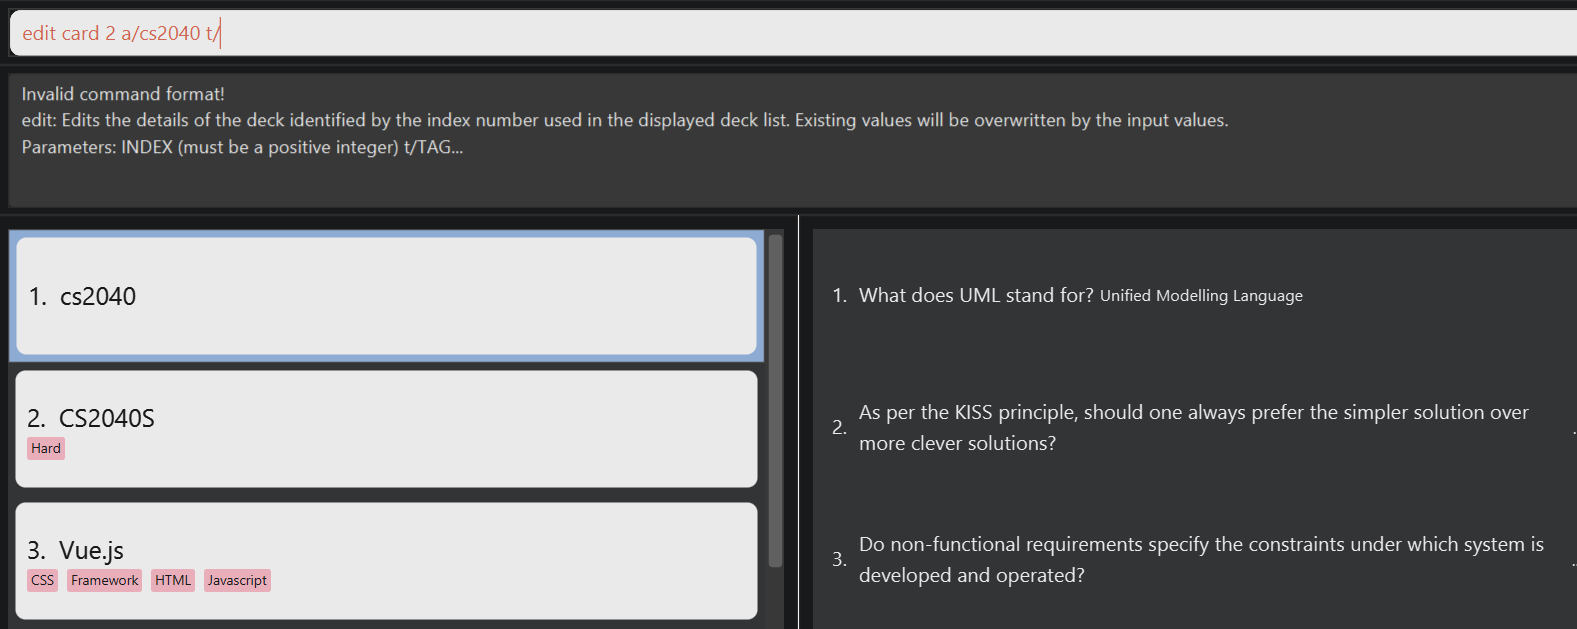 edit card 2 a/cs2040 t/
Invalid command format!
edit: Edits the details of the deck identified by the index number used in the displayed deck list. Existing values will be overwritten by the input values.
Parameters: INDEX (must be a positive integer) t/TAG...
1. cs2040
2. CS2040S
Hard
3. Vue.js
CSS Framework HTML Javascript
1. What does UML stand for? Unified Modelling Language
2. As per the KISS principle, should one always prefer the simpler solution over
more clever solutions?
3. Do non-functional requirements specify the constraints under which system is
developed and operated?